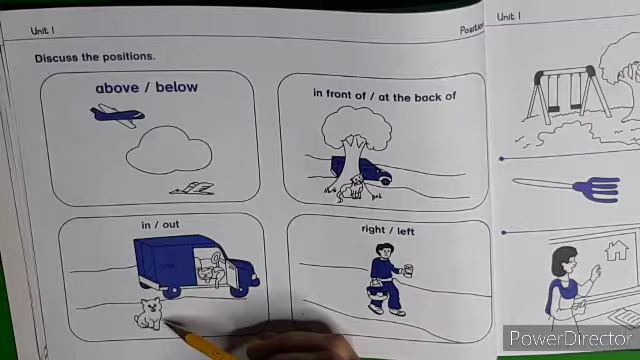 Unit 1
Position
Unit 1
Discuss the positions.
above / below
in front of / at the back of
in / out
right / left
PowerDirector